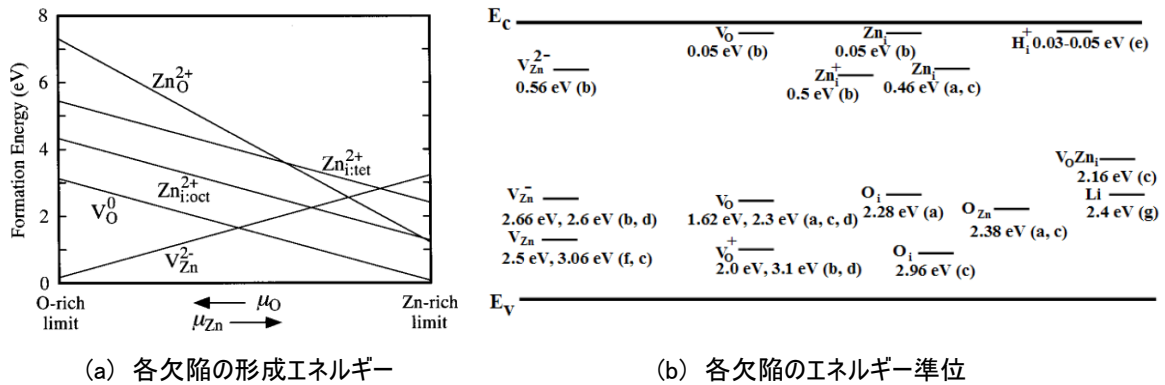 8
6
4
2
0
Formation Energy (eV)
Zn_O^2+
Zn_i:tet^2+
Zn_i:oct^2+
V_O^0
V_Zn^2-
O-rich limit
μ_O
μ_Zn
Zn-rich limit
(a) 各欠陥の形成エネルギー
E_C
V_O
0.05 eV (b)
Zn_i
0.05 eV (b)
H_i^+ 0.03-0.05 eV (e)
V_Zn^2-
0.56 eV (b)
Zn_i^+
0.5 eV (b)
Zn_i
0.46 eV (a, c)
V_OZn_i
2.16 eV (c)
V_Zn^-
2.66 eV, 2.6 eV (b, d)
V_O
1.62 eV, 2.3 eV (a, c, d)
O_i
2.28 eV (a)
O_Zn
2.38 eV (a, c)
Li
2.4 eV (g)
V_Zn
2.5 eV, 3.06 eV (f, c)
V_O^+
2.0 eV, 3.1 eV (b, d)
O_i
2.96 eV (c)
E_V
(b) 各欠陥のエネルギー準位